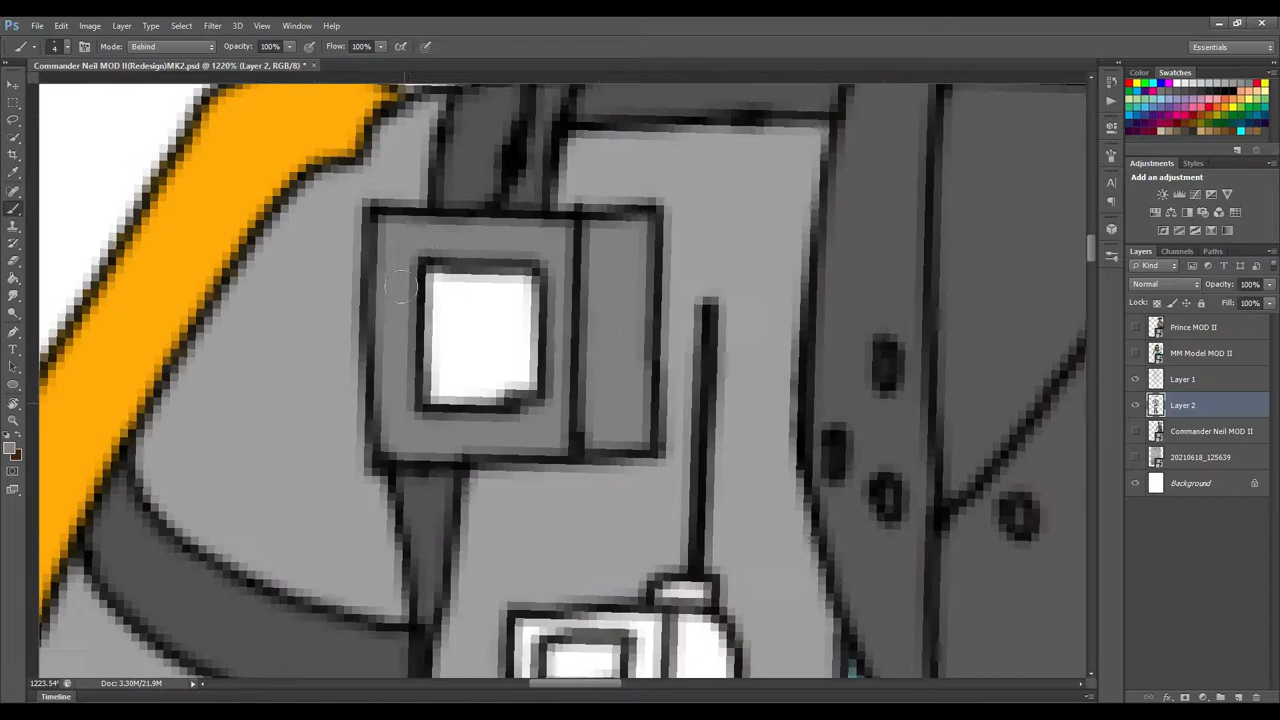 Ps File Edit Image Layer Type Select Filter 3D View Window Help
4 Mode: Behind Opacity: 100% Flow: 100% Essentials
Commander Neil MOD II(Redesign)MK2.psd @ 1220% (Layer 2, RGB/8) * ×
Color Swatches
Adjustments Styles
Add an adjustment
Layers Channels Paths
Kind
Normal Opacity: 100%
Lock: Fill: 100%
Prince MOD II
MM Model MOD II
Layer 1
Layer 2
Commander Neil MOD II
20210618_125639
Background
1223.54' Doc: 3.30M/21.9M
Timeline